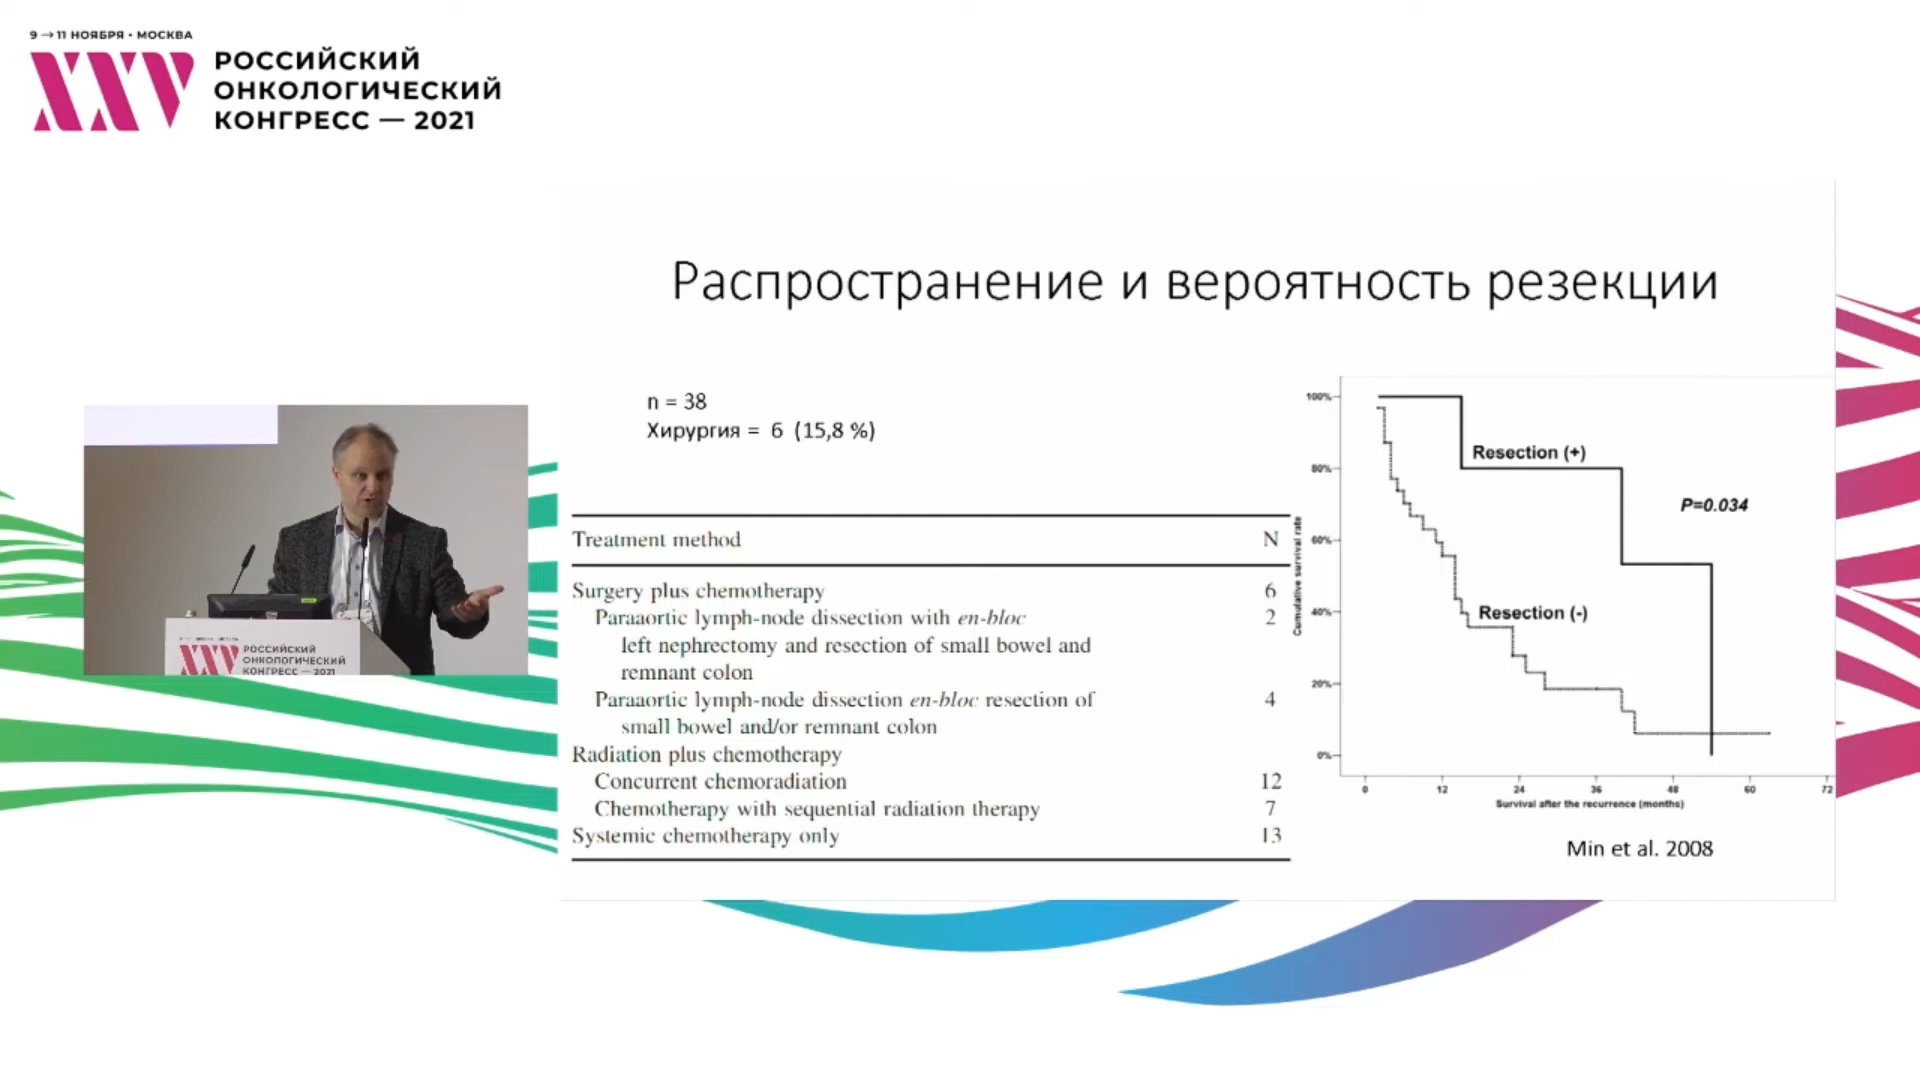 9 → 11 НОЯБРЯ • МОСКВА
XXV
РОССИЙСКИЙ
ОНКОЛОГИЧЕСКИЙ
КОНГРЕСС — 2021
Распространение и вероятность резекции
n = 38
Хирургия = 6 (15,8 %)
Treatment method N
Surgery plus chemotherapy 6
Paraaortic lymph-node dissection with en-bloc 2
left nephrectomy and resection of small bowel and
remnant colon
Paraaortic lymph-node dissection en-bloc resection of 4
small bowel and/or remnant colon
Radiation plus chemotherapy
Concurrent chemoradiation 12
Chemotherapy with sequential radiation therapy 7
Systemic chemotherapy only 13
Cumulative survival rate
100%
80%
60%
40%
20%
0%
Resection (+)
P=0.034
Resection (-)
0 12 24 36 48 60 72
Survival after the recurrence (months)
Min et al. 2008
XXV
РОССИЙСКИЙ
ОНКОЛОГИЧЕСКИЙ
КОНГРЕСС — 2021